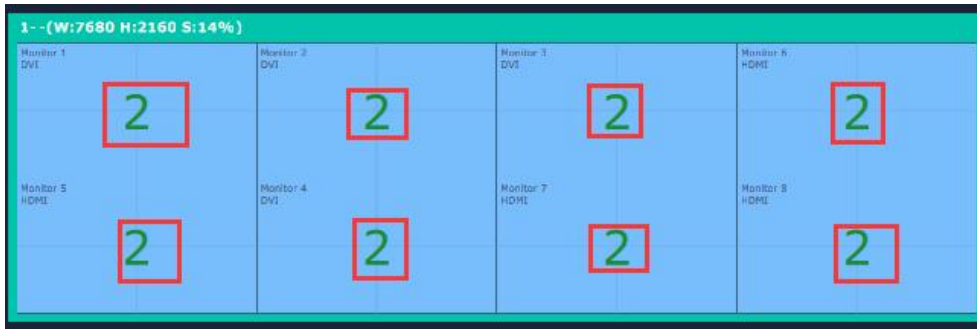 1--(W:7680 H:2160 S:14%)
Monitor 1
DVI
2
Monitor 2
DVI
2
Monitor 3
DVI
2
Monitor 6
HDMI
2
Monitor 5
HDMI
2
Monitor 4
DVI
2
Monitor 7
HDMI
2
Monitor 8
HDMI
2